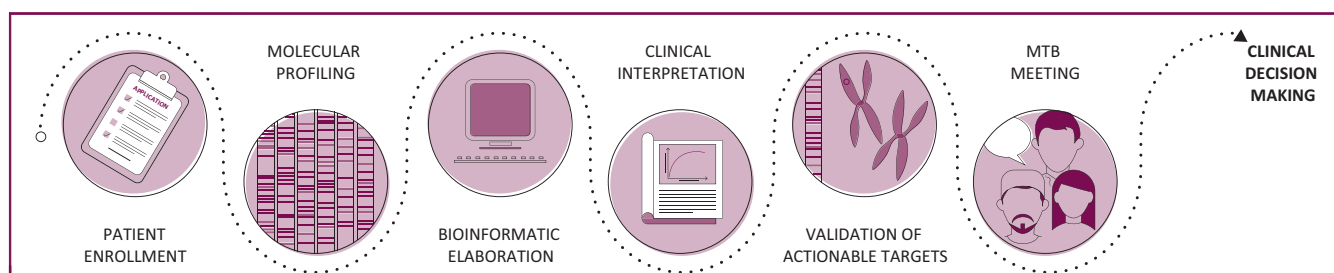 PATIENT
ENROLLMENT
APPLICATION
MOLECULAR
PROFILING
BIOINFORMATIC
ELABORATION
CLINICAL
INTERPRETATION
VALIDATION OF
ACTIONABLE TARGETS
MTB
MEETING
CLINICAL
DECISION
MAKING